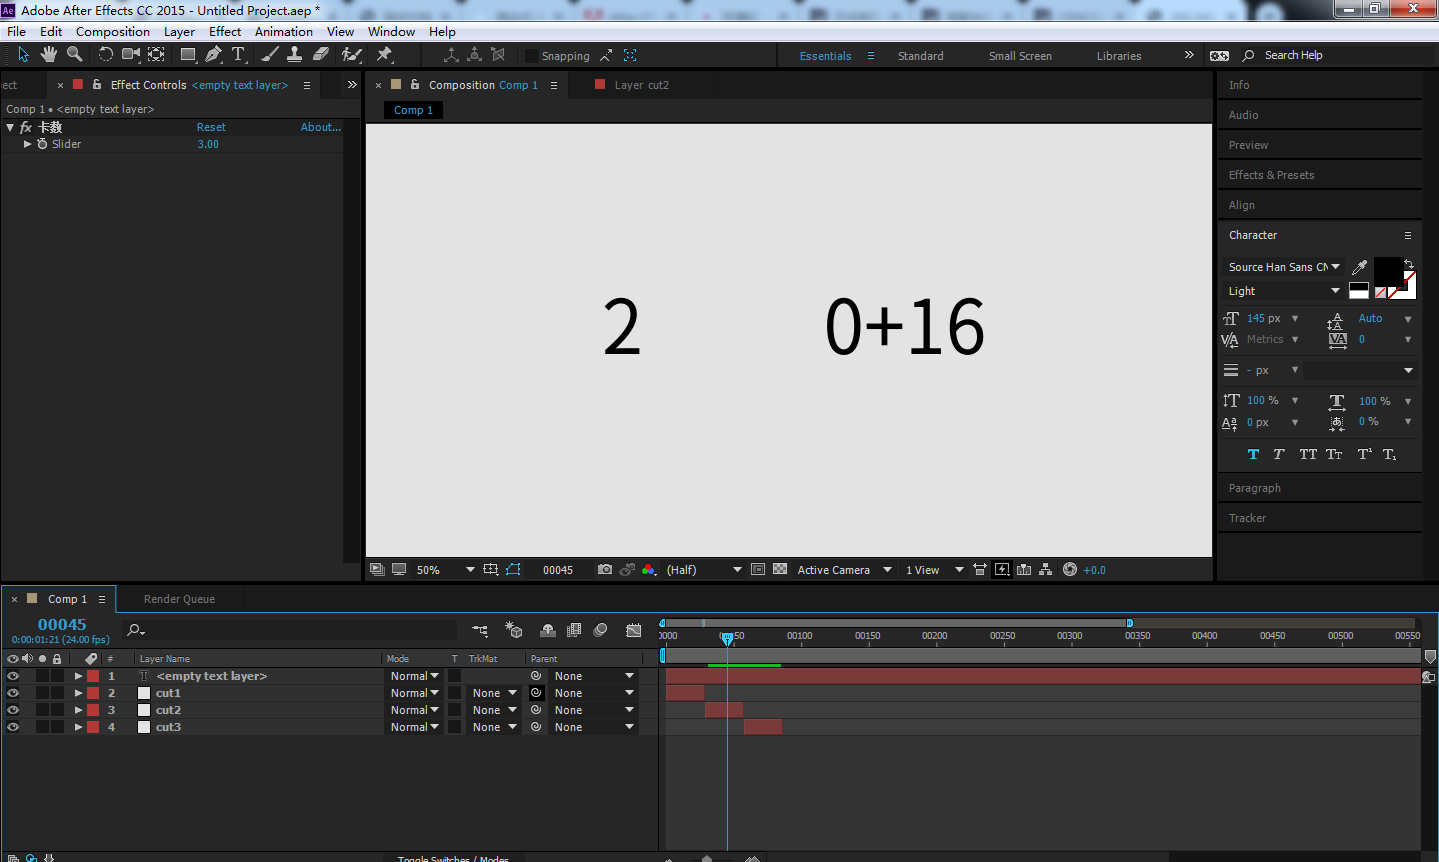 Adobe After Effects CC 2015 - Untitled Project.aep *
File Edit Composition Layer Effect Animation View Window Help
Snapping Essentials Standard Small Screen Libraries Search Help
ect Effect Controls <empty text layer>
Comp 1 • <empty text layer>
fx 卡数 Reset About...
Slider 3.00
Composition Comp 1 Layer cut2
Comp 1
2 0+16
50% 00045 (Half) Active Camera 1 View +0.0
Info
Audio
Preview
Effects & Presets
Align
Character
Source Han Sans CN
Light
145 px Auto
Metrics 0
- px
100 % 100 %
0 px 0 %
T T TT Tт T¹ T₁
Paragraph
Tracker
Comp 1 Render Queue
00045
0:00:01:21 (24.00 fps)
0000 50 00100 00150 00200 00250 00300 00350 00400 00450 00500 00550
# Layer Name Mode T TrkMat Parent
1 T <empty text layer> Normal None
2 cut1 Normal None None
3 cut2 Normal None None
4 cut3 Normal None None
Toggle Switches / Modes